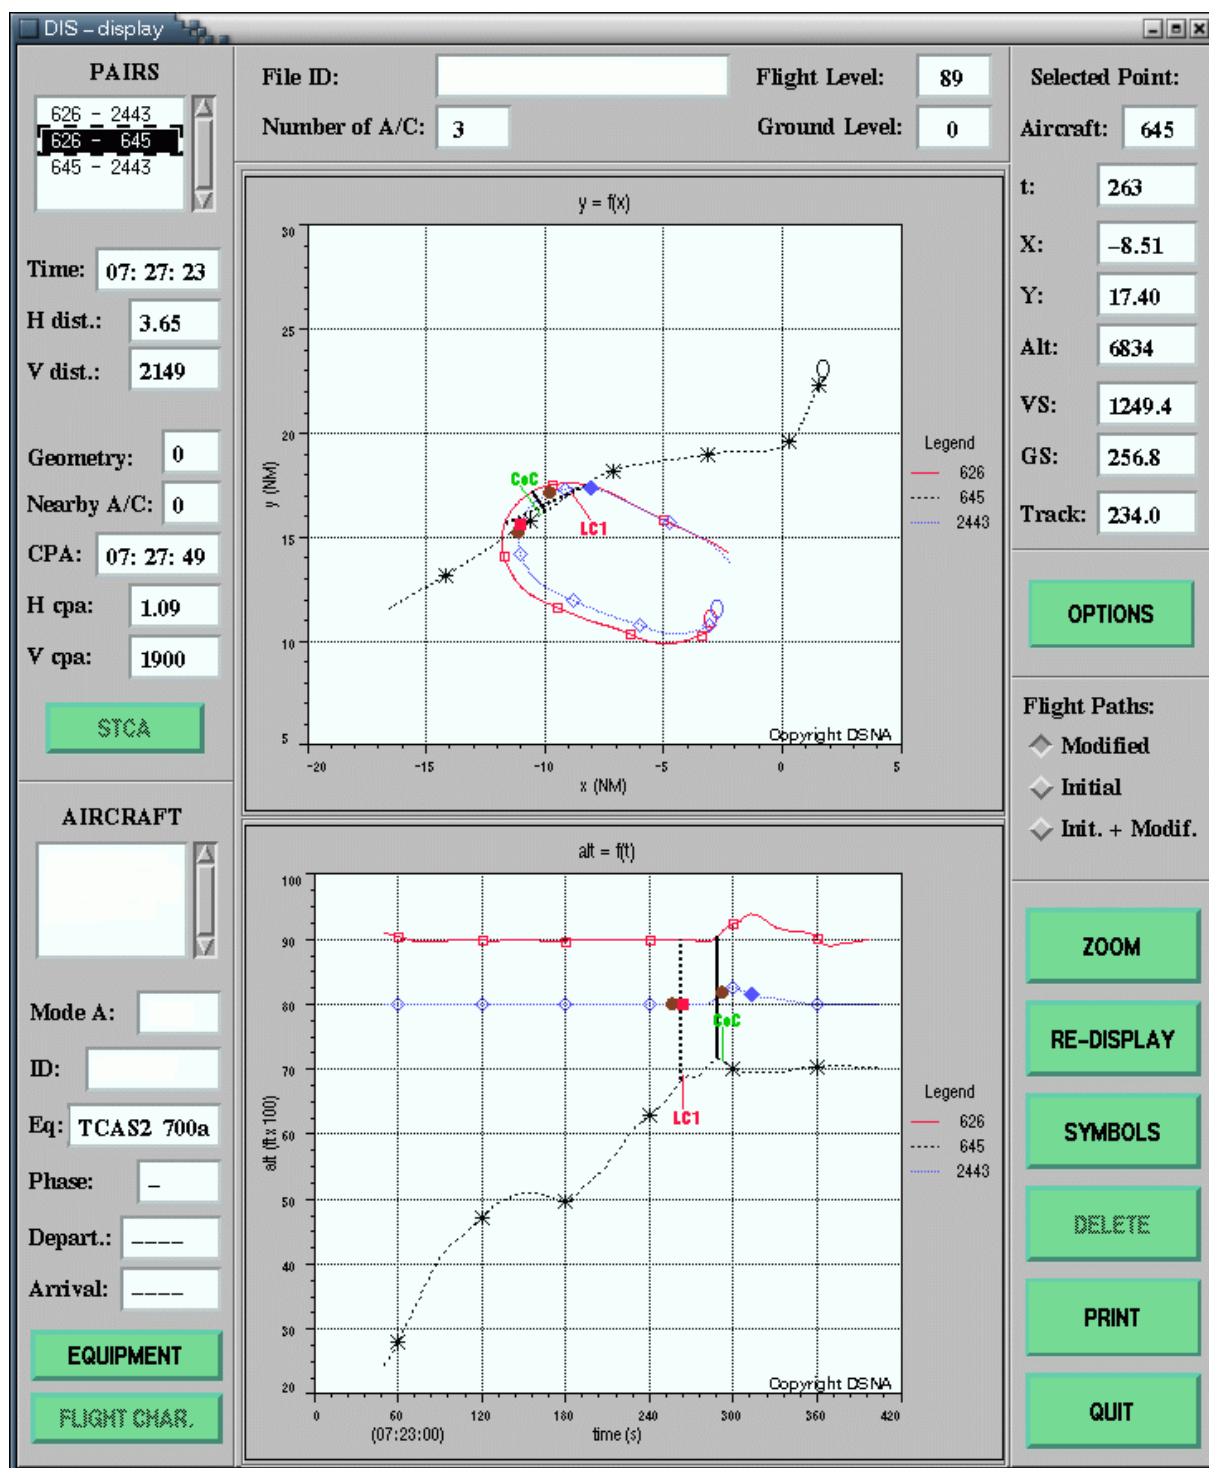 DIS – display
PAIRS
626 - 2443
626 - 645
645 - 2443
Time: 07: 27: 23
H dist.: 3.65
V dist.: 2149
Geometry: 0
Nearby A/C: 0
CPA: 07: 27: 49
H cpa: 1.09
V cpa: 1900
STCA
AIRCRAFT
Mode A:
ID:
Eq: TCAS2 700a
Phase: –
Depart.: ----
Arrival: ----
EQUIPMENT
FLIGHT CHAR.
File ID:
Flight Level: 89
Number of A/C: 3
Ground Level: 0
y = f(x)
30
25
20
15
10
5
y (NM)
CoC
LC1
Legend
626
645
2443
Copyright DSNA
-20 -15 -10 -5 0 5
x (NM)
alt = f(t)
100
90
80
70
60
50
40
30
20
alt (ft x 100)
CoC
LC1
Legend
626
645
2443
Copyright DSNA
0 60 120 180 240 300 360 420
(07:23:00) time (s)
Selected Point:
Aircraft: 645
t: 263
X: –8.51
Y: 17.40
Alt: 6834
VS: 1249.4
GS: 256.8
Track: 234.0
OPTIONS
Flight Paths:
Modified
Initial
Init. + Modif.
ZOOM
RE-DISPLAY
SYMBOLS
DELETE
PRINT
QUIT